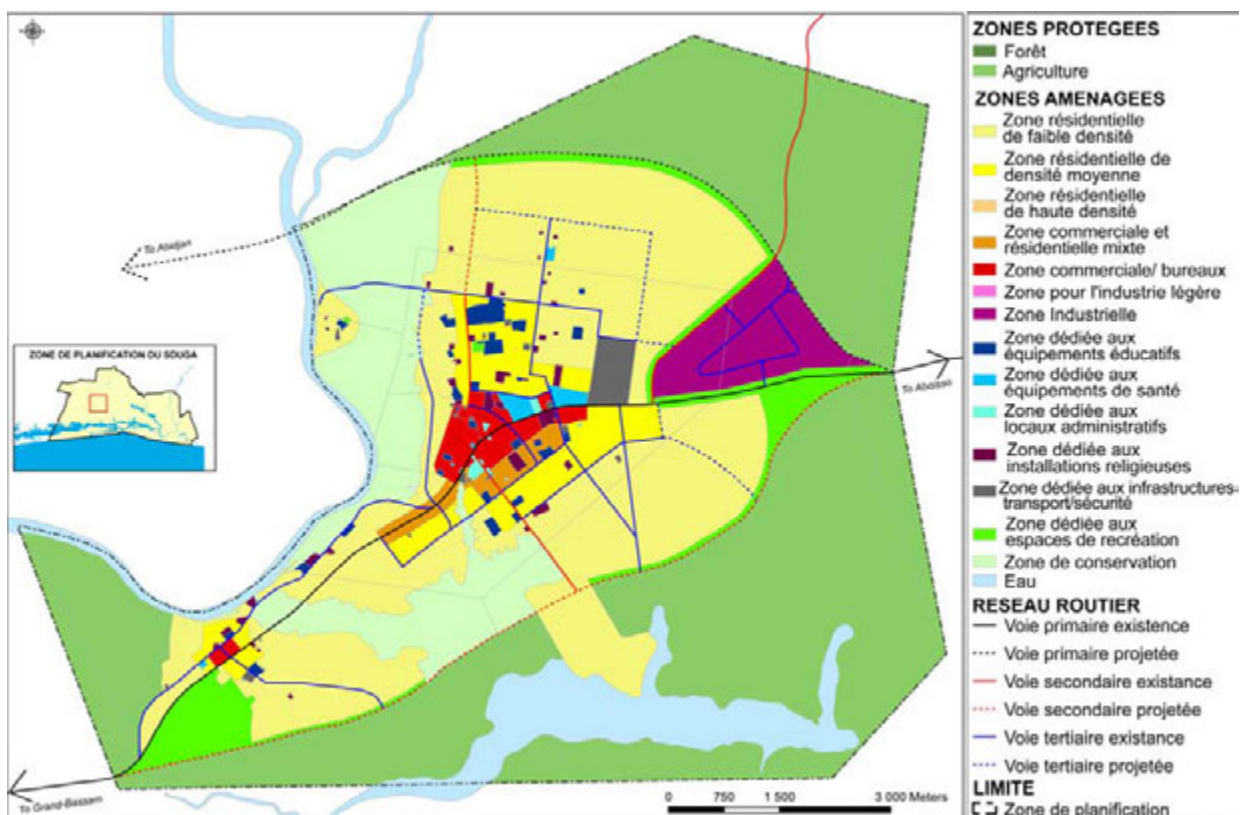 To Abidjan
ZONE DE PLANIFICATION DU SDUGA
To Aboisso
To Grand-Bassam
0 750 1 500 3 000 Meters
ZONES PROTEGEES
Forêt
Agriculture
ZONES AMENAGEES
Zone résidentielle
de faible densité
Zone résidentielle de
densité moyenne
Zone résidentielle
de haute densité
Zone commerciale et
résidentielle mixte
Zone commerciale/ bureaux
Zone pour l'industrie légère
Zone Industrielle
Zone dédiée aux
équipements éducatifs
Zone dédiée aux
équipements de santé
Zone dédiée aux
locaux administratifs
Zone dédiée aux
installations religieuses
Zone dédiée aux infrastructures-
transport/sécurité
Zone dédiée aux
espaces de recréation
Zone de conservation
Eau
RESEAU ROUTIER
Voie primaire existence
Voie primaire projetée
Voie secondaire existance
Voie secondaire projetée
Voie tertiaire existance
Voie tertiaire projetée
LIMITE
Zone de planification